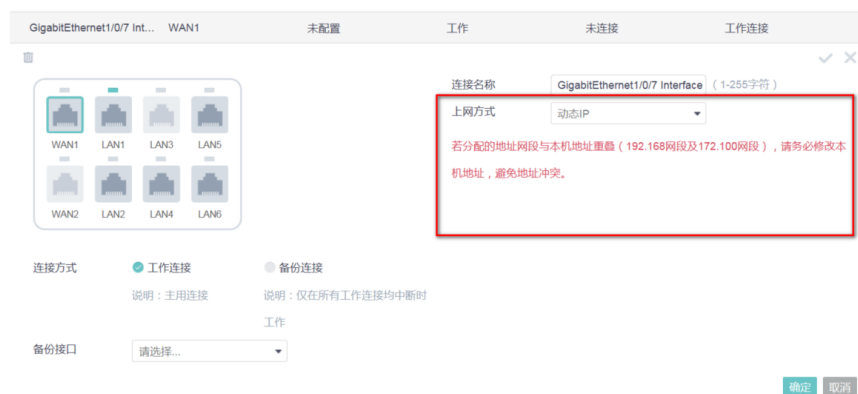 GigabitEthernet1/0/7 Int... WAN1 未配置 工作 未连接 工作连接
连接名称 GigabitEthernet1/0/7 Interface （1-255字符）
上网方式 动态IP
若分配的地址网段与本机地址重叠（192.168网段及172.100网段），请务必修改本
机地址，避免地址冲突。
WAN1 LAN1 LAN3 LAN5
WAN2 LAN2 LAN4 LAN6
连接方式 工作连接 备份连接
说明：主用连接 说明：仅在所有工作连接均中断时
工作
备份接口 请选择...
确定 取消